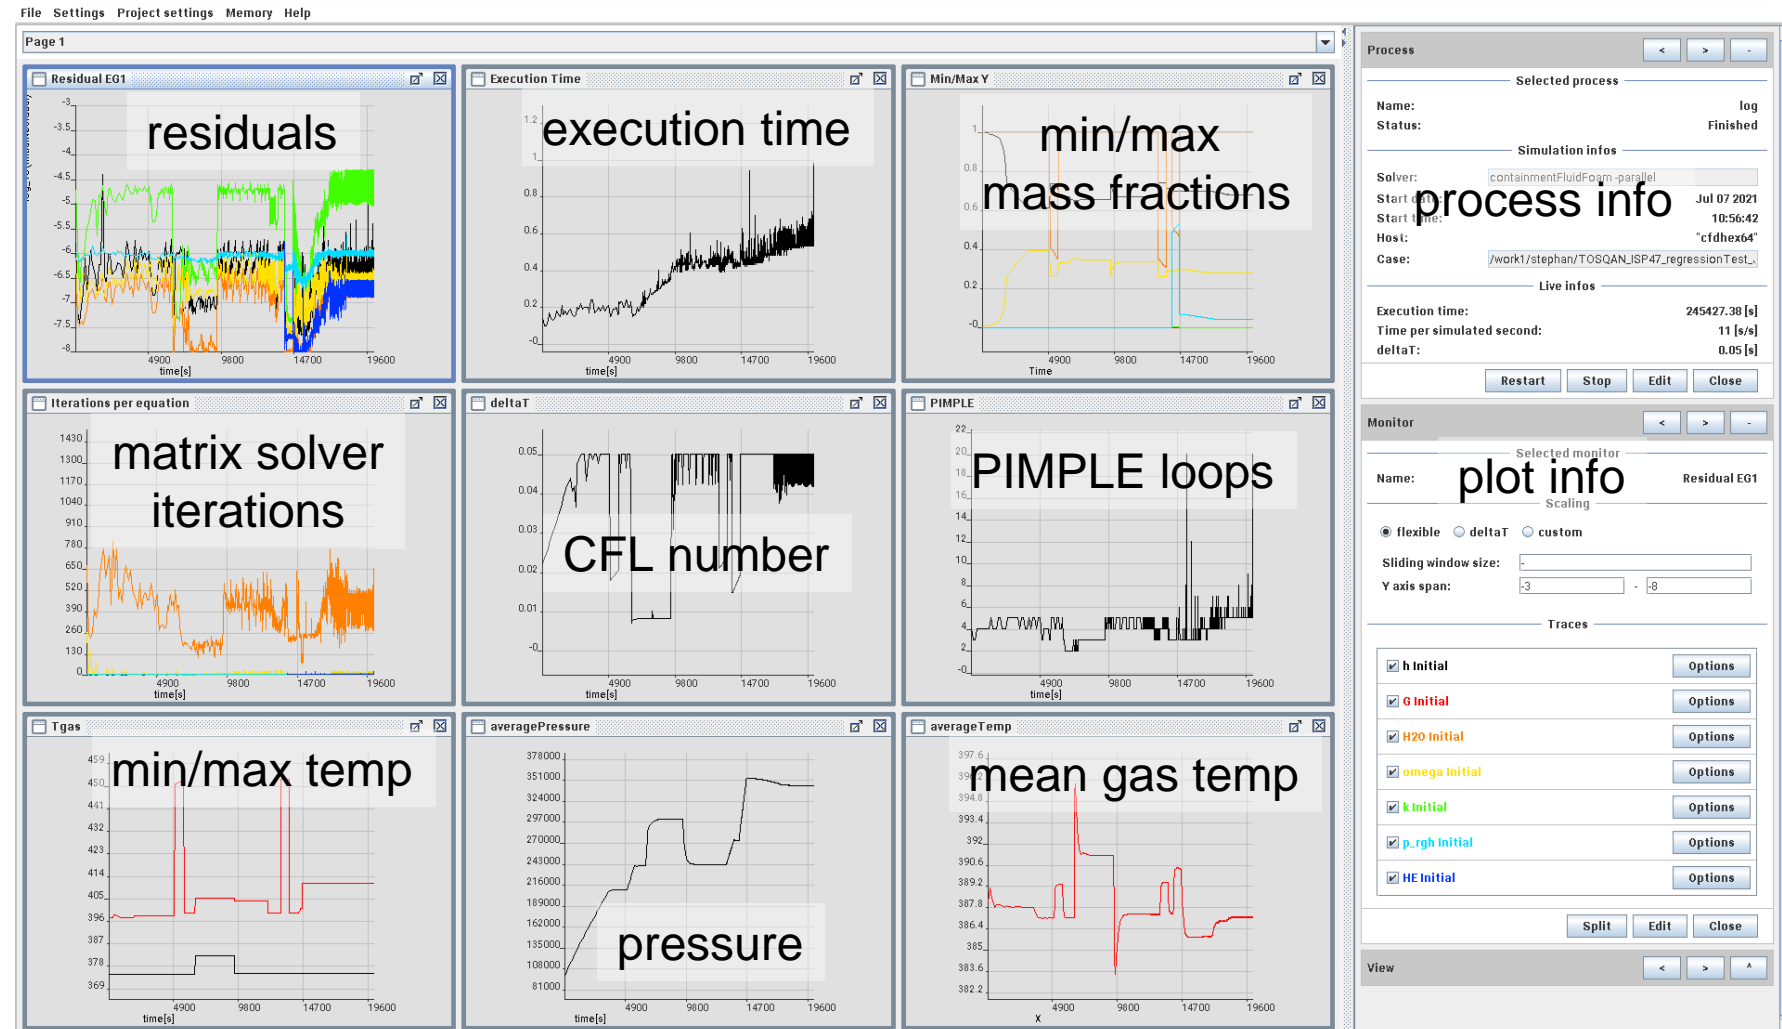 File Settings Project settings Memory Help
Page 1
Residual EG1
residuals
-3
-3.5
-4
-4.5
-5
-5.5
-6
-6.5
-7
-7.5
-8
4900 9800 14700 19600
time[s]
Execution Time
execution time
1.2
1
0.8
0.6
0.4
0.2
-0
4900 9800 14700 19600
time[s]
Min/Max Y
min/max
mass fractions
1
0.8
0.6
0.4
0.2
-0
4900 9800 14700 19600
Time
Iterations per equation
matrix solver
iterations
1430
1300
1170
1040
910
780
650
520
390
260
130
0
4900 9800 14700 19600
time[s]
deltaT
CFL number
0.05
0.04
0.03
0.02
0.01
-0
4900 9800 14700 19600
time[s]
PIMPLE
PIMPLE loops
22
20
18
16
14
12
10
8
6
4
2
-0
4900 9800 14700 19600
time[s]
Tgas
min/max temp
459
450
441
432
423
414
405
396
387
378
369
4900 9800 14700 19600
time[s]
averagePressure
pressure
378000
351000
324000
297000
270000
243000
216000
189000
162000
135000
108000
81000
4900 9800 14700 19600
time[s]
averageTemp
mean gas temp
397.6
396.2
394.8
393.4
392
390.6
389.2
387.8
386.4
385
383.6
382.2
4900 9800 14700 19600
X
Process < > -
Selected process
Name: log
Status: Finished
Simulation infos
process info
Solver: containmentFluidFoam -parallel
Start date: Jul 07 2021
Start time: 10:56:42
Host: "cfdhex64"
Case: /work1/stephan/TOSQAN_ISP47_regressionTest_
Live infos
Execution time: 245427.38 [s]
Time per simulated second: 11 [s/s]
deltaT: 0.05 [s]
Restart Stop Edit Close
Monitor < > -
Selected monitor
plot info
Name: Residual EG1
Scaling
flexible deltaT custom
Sliding window size: -
Y axis span: -3 - -8
Traces
h Initial Options
G Initial Options
H2O Initial Options
omega Initial Options
k Initial Options
p_rgh Initial Options
HE Initial Options
Split Edit Close
View < > ^